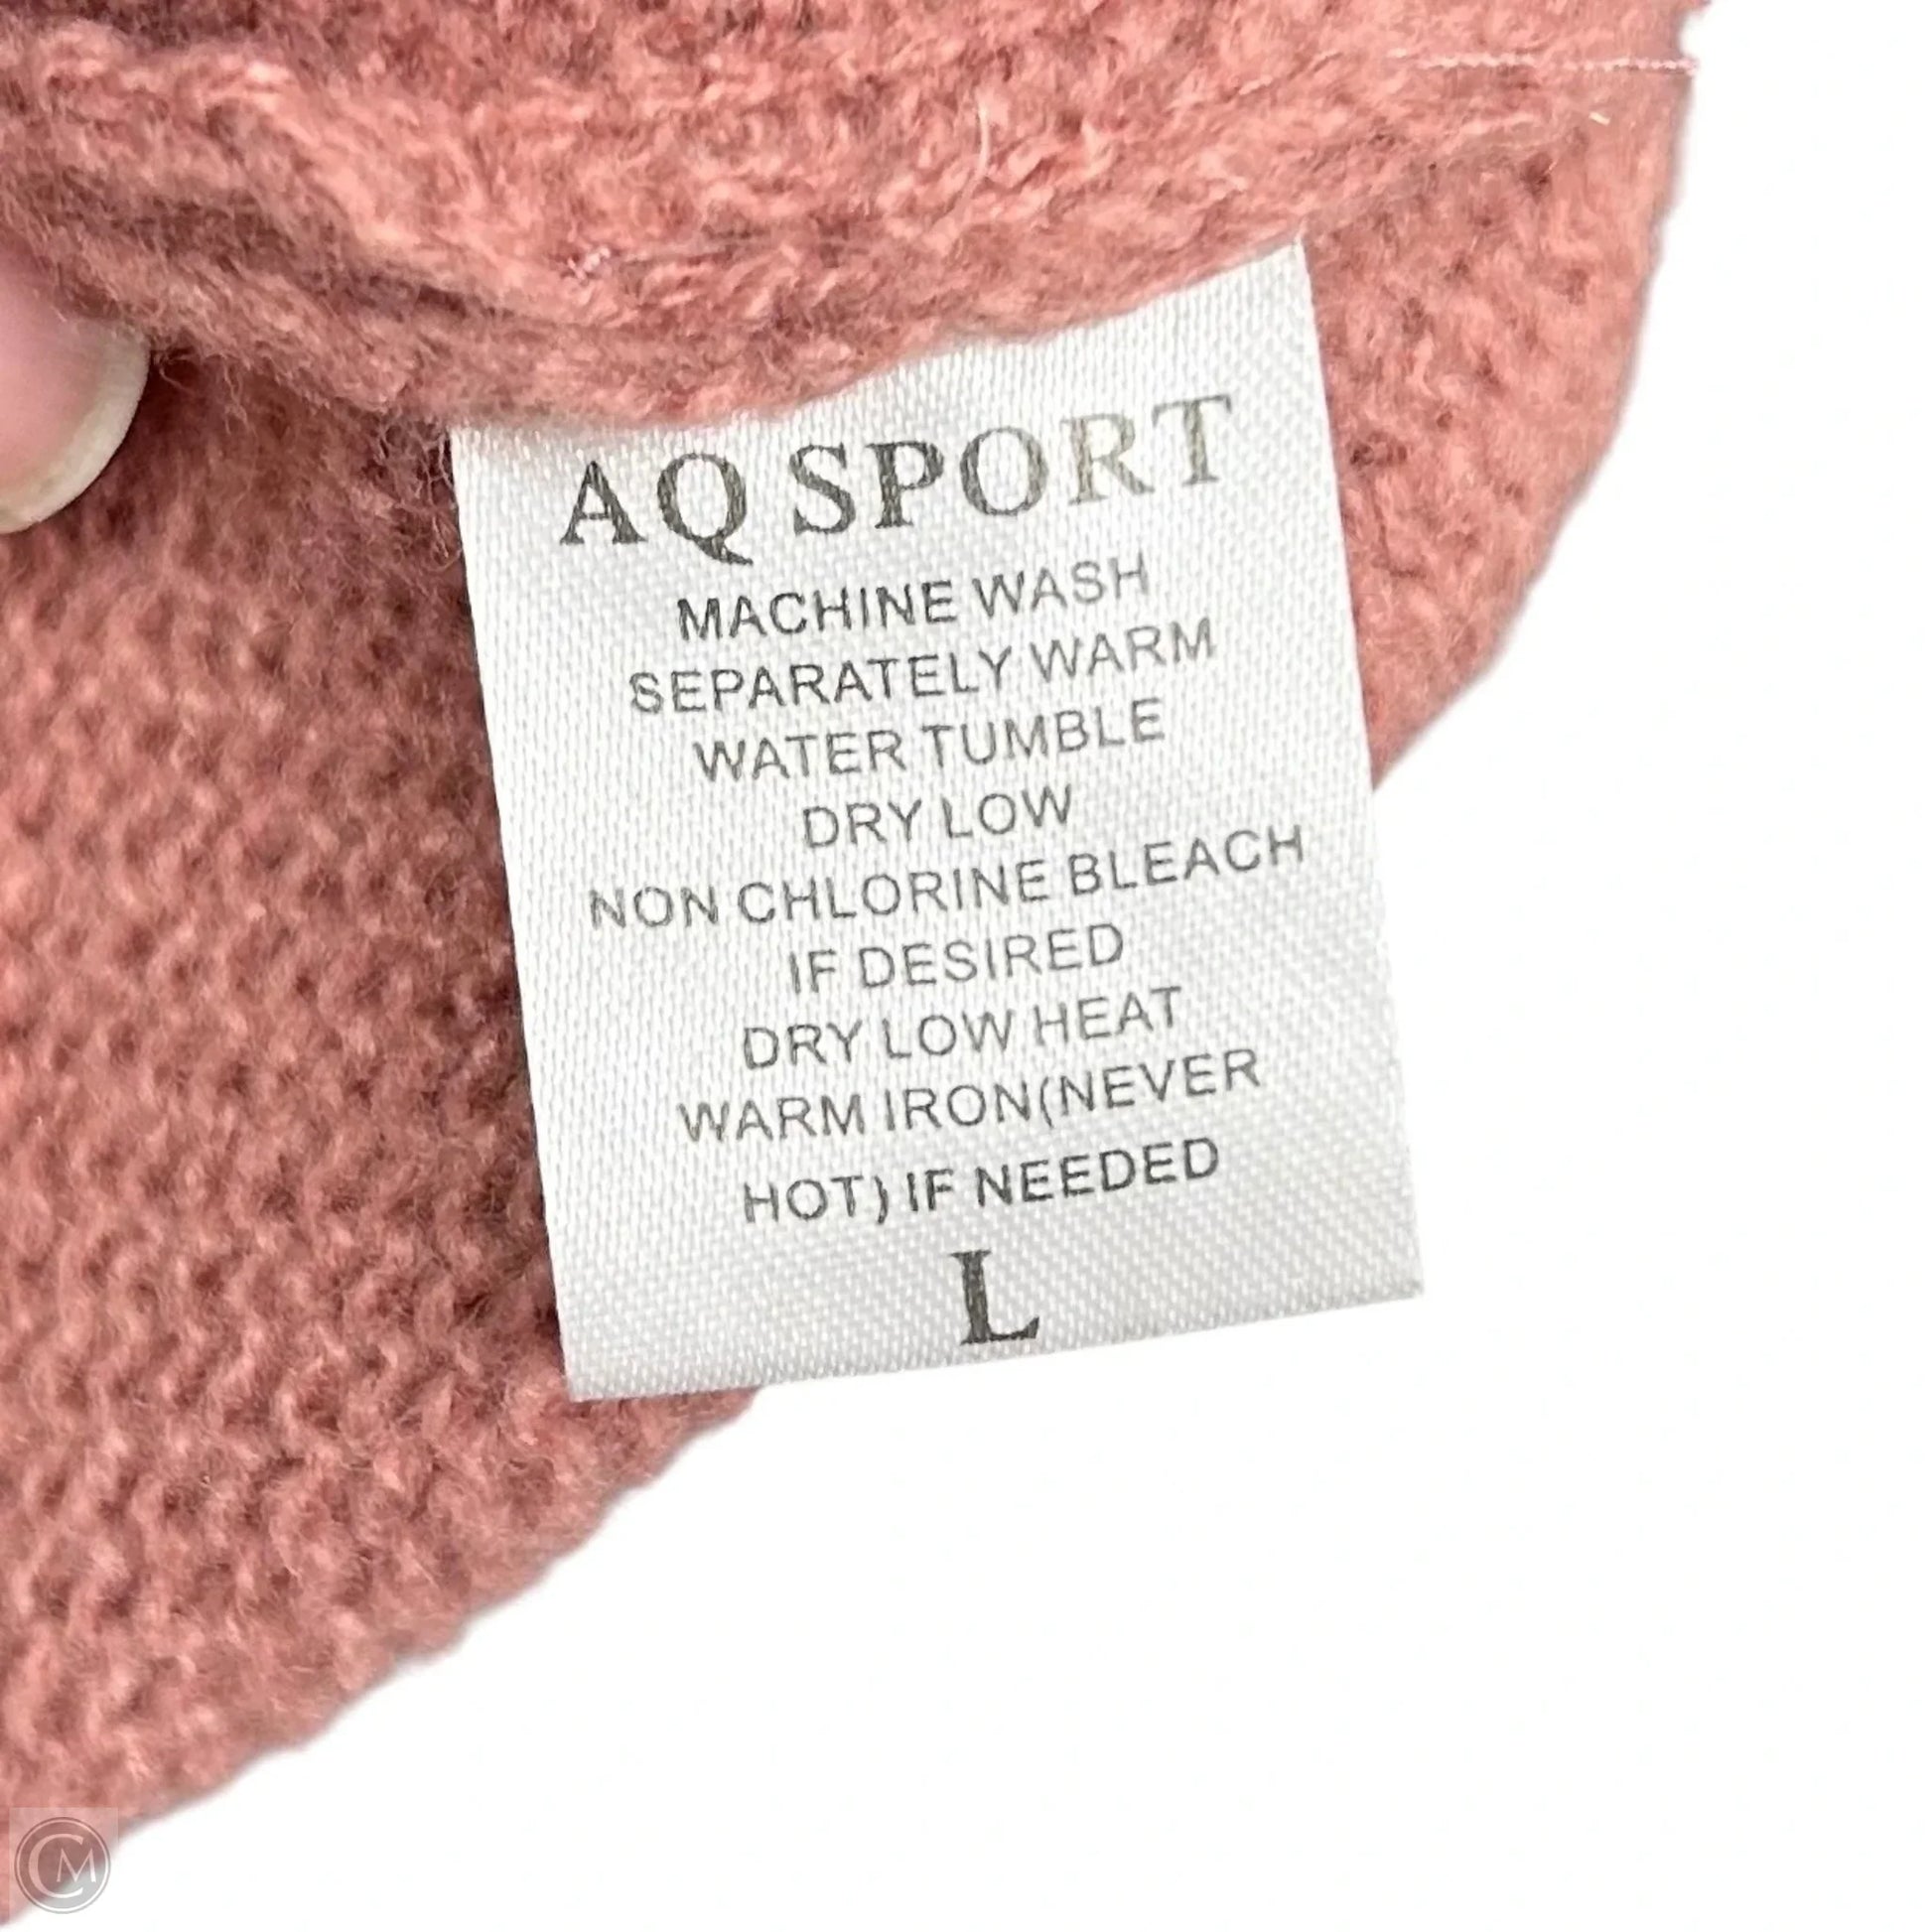 AQ SPORT
MACHINE WASH
SEPARATELY WARM
WATER TUMBLE
DRY LOW
NON CHLORINE BLEACH
IF DESIRED
DRY LOW HEAT
WARM IRON(NEVER
HOT) IF NEEDED
L
CM